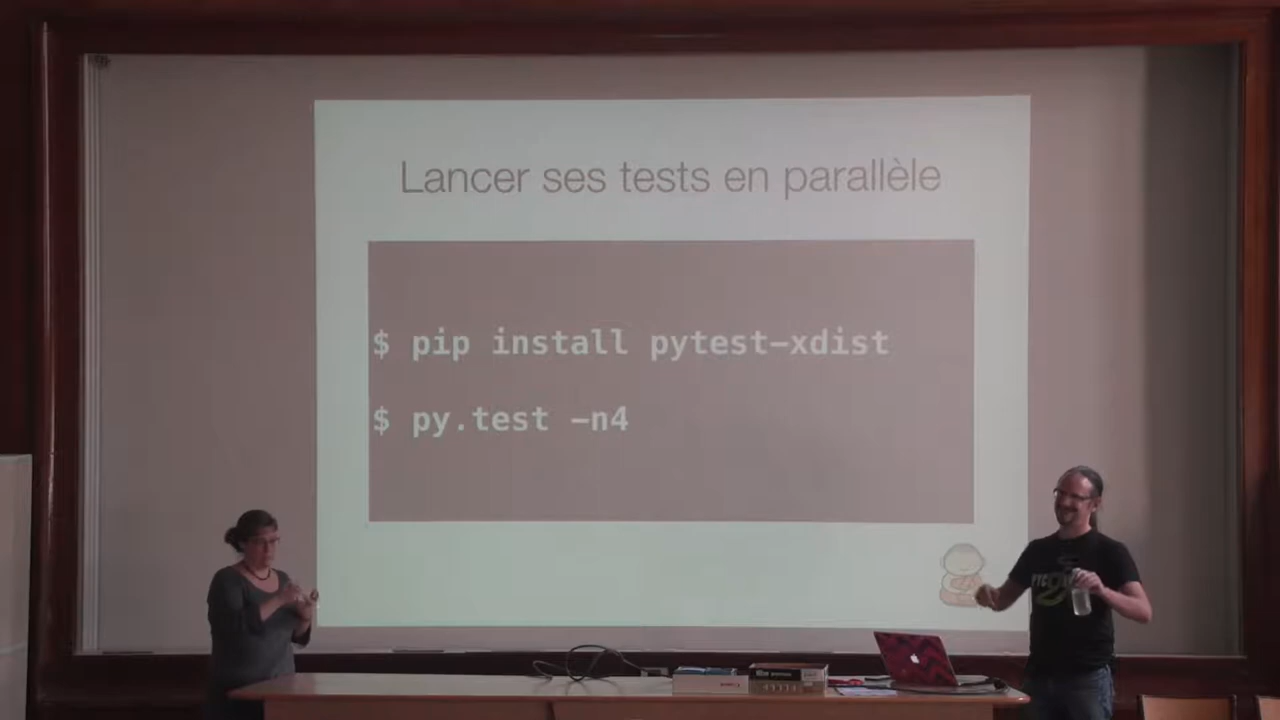 Lancer ses tests en parallèle
$ pip install pytest-xdist
$ py.test -n4